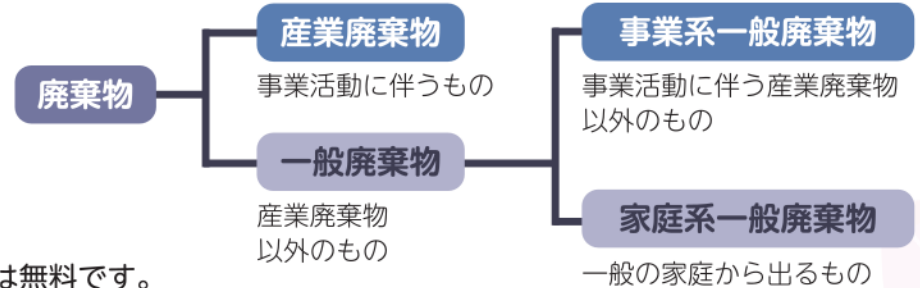 廃棄物
産業廃棄物
事業活動に伴うもの
一般廃棄物
産業廃棄物
以外のもの
事業系一般廃棄物
事業活動に伴う産業廃棄物
以外のもの
家庭系一般廃棄物
一般の家庭から出るもの
は無料です。